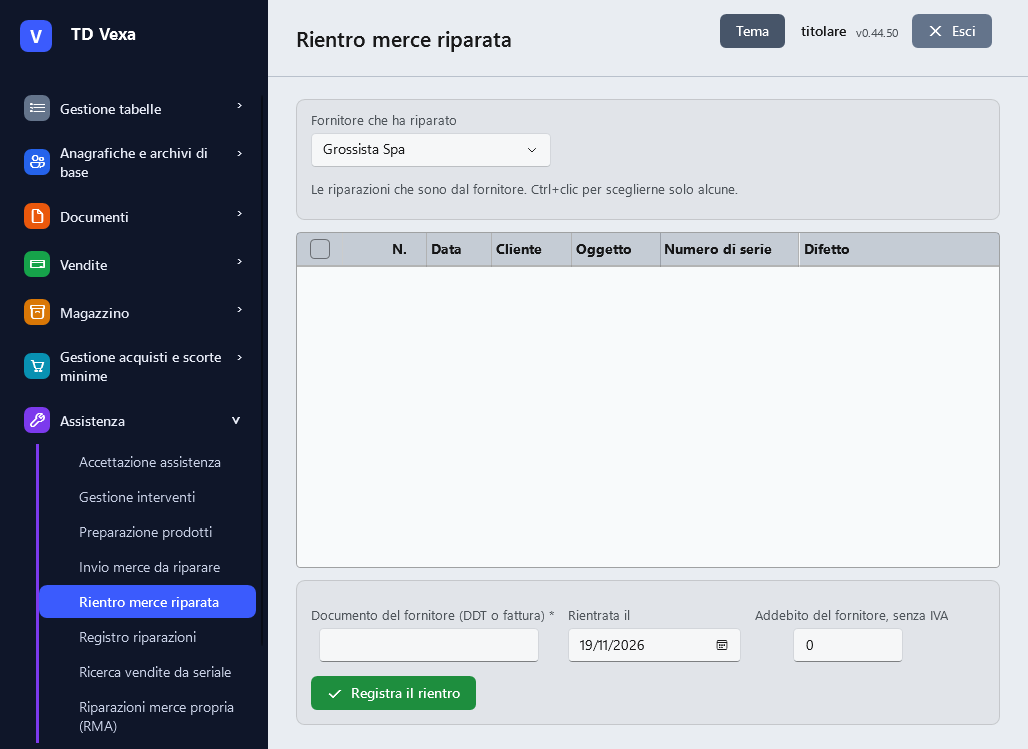 V
TD Vexa
Gestione tabelle
Anagrafiche e archivi di
base
Documenti
Vendite
Magazzino
Gestione acquisti e scorte
minime
Assistenza
Accettazione assistenza
Gestione interventi
Preparazione prodotti
Invio merce da riparare
Rientro merce riparata
Registro riparazioni
Ricerca vendite da seriale
Riparazioni merce propria
(RMA)
Rientro merce riparata
Tema
titolare v0.44.50
Esci
Fornitore che ha riparato
Grossista Spa
Le riparazioni che sono dal fornitore. Ctrl+clic per sceglierne solo alcune.
N. Data Cliente Oggetto Numero di serie Difetto
Documento del fornitore (DDT o fattura) * Rientrata il Addebito del fornitore, senza IVA
19/11/2026 0
Registra il rientro